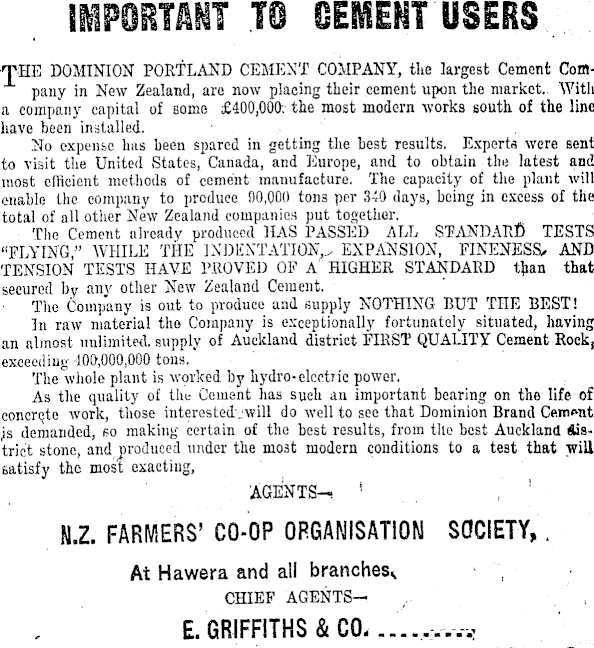 IMPORTANT TO CEMENT USERS
THE DOMINION PORTLAND CEMENT COMPANY, the largest Cement Com-
pany in New Zealand, are now placing their cement upon the market. With
a company capital of some £400,000, the most modern works south of the line
have been installed.
No expense has been spared in getting the best results. Experts were sent
to visit the United States, Canada, and Europe, and to obtain the latest and
most efficient methods of cement manufacture. The capacity of the plant will
enable the company to produce 90,000 tons per 340 days, being in excess of the
total of all other New Zealand companies put together.
The Cement already produced HAS PASSED ALL STANDARD TESTS
"FLYING," WHILE THE INDENTATION, EXPANSION, FINENESS, AND
TENSION TESTS HAVE PROVED OF A HIGHER STANDARD than that
secured by any other New Zealand Cement.
The Company is out to produce and supply NOTHING BUT THE BEST!
In raw material the Company is exceptionally fortunately situated, having
an almost unlimited supply of Auckland district FIRST QUALITY Cement Rock,
exceeding 400,000,000 tons.
The whole plant is worked by hydro-electric power.
As the quality of the Cement has such an important bearing on the life of
concrete work, those interested will do well to see that Dominion Brand Cement
is demanded, so making certain of the best results, from the best Auckland dis-
trict stone, and produced under the most modern conditions to a test that will
satisfy the most exacting,
AGENTS—
N.Z. FARMERS' CO-OP ORGANISATION SOCIETY,
At Hawera and all branches,
CHIEF AGENTS—
E. GRIFFITHS & CO. ..........